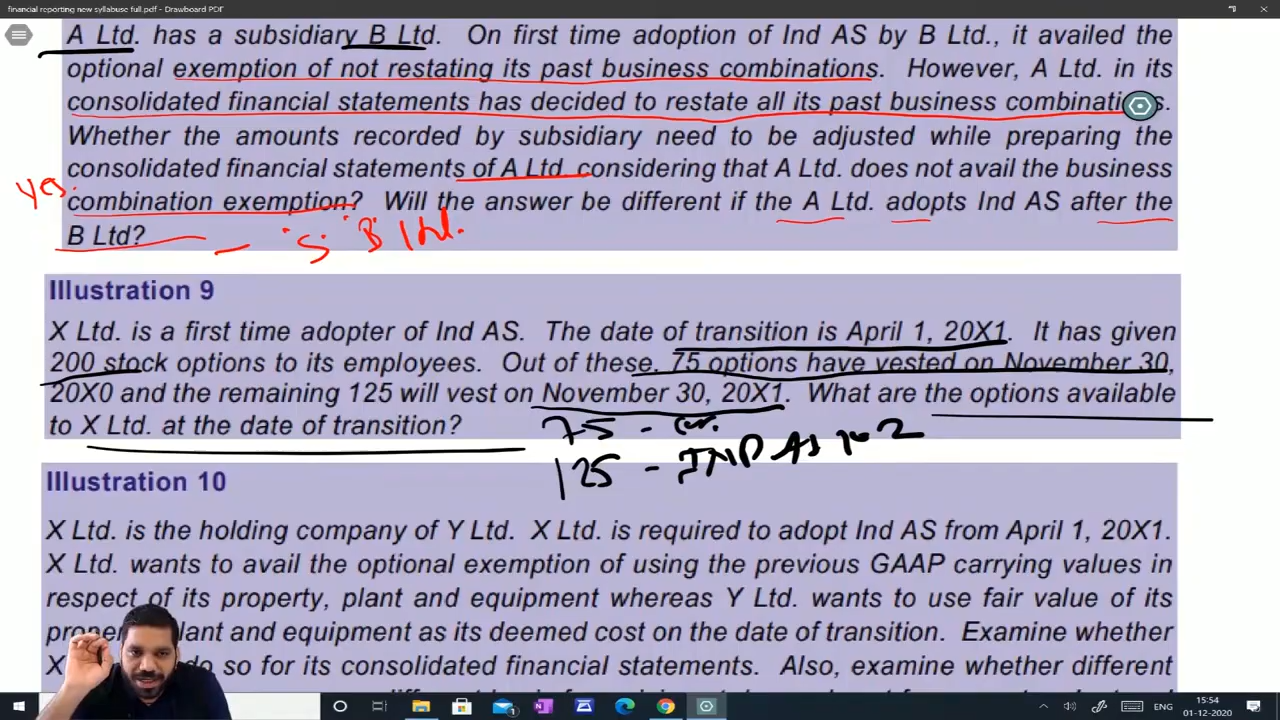 financial reporting new syllabuse full.pdf - Drawboard PDF
A Ltd. has a subsidiary B Ltd. On first time adoption of Ind AS by B Ltd., it availed the
optional exemption of not restating its past business combinations. However, A Ltd. in its
consolidated financial statements has decided to restate all its past business combinations.
Whether the amounts recorded by subsidiary need to be adjusted while preparing the
consolidated financial statements of A Ltd. considering that A Ltd. does not avail the business
yes.
combination exemption? Will the answer be different if the A Ltd. adopts Ind AS after the
B Ltd?
B Ltd.
Illustration 9
X Ltd. is a first time adopter of Ind AS. The date of transition is April 1, 20X1. It has given
200 stock options to its employees. Out of these, 75 options have vested on November 30,
20X0 and the remaining 125 will vest on November 30, 20X1. What are the options available
to X Ltd. at the date of transition?
75 -
125 - IND AS 102
Illustration 10
X Ltd. is the holding company of Y Ltd. X Ltd. is required to adopt Ind AS from April 1, 20X1.
X Ltd. wants to avail the optional exemption of using the previous GAAP carrying values in
respect of its property, plant and equipment whereas Y Ltd. wants to use fair value of its
plant and equipment as its deemed cost on the date of transition. Examine whether
X do so for its consolidated financial statements. Also, examine whether different
ENG
15:54
01-12-2020